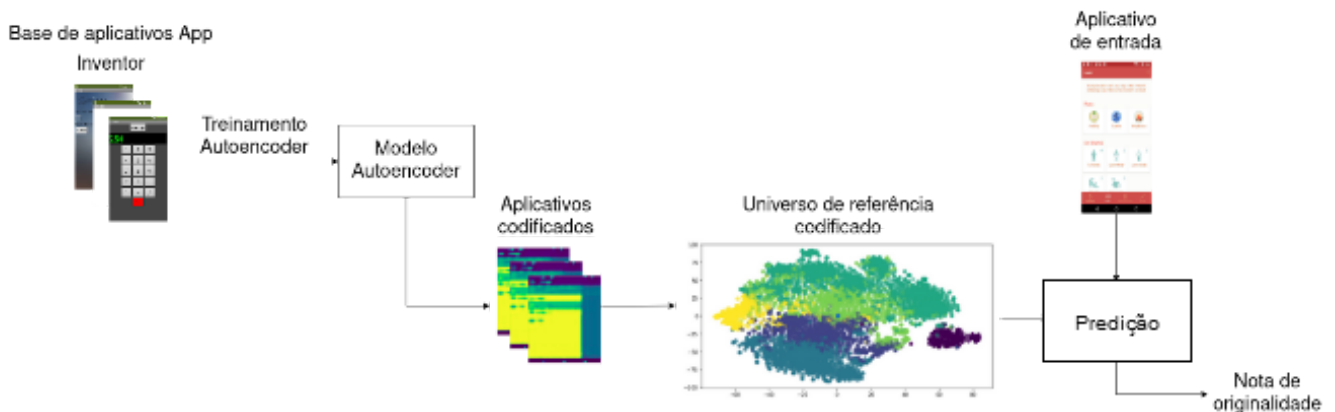 Base de aplicativos App
Inventor
Treinamento
Autoencoder
Modelo
Autoencoder
Aplicativos
codificados
Universo de referência
codificado
Aplicativo
de entrada
Predição
Nota de
originalidade